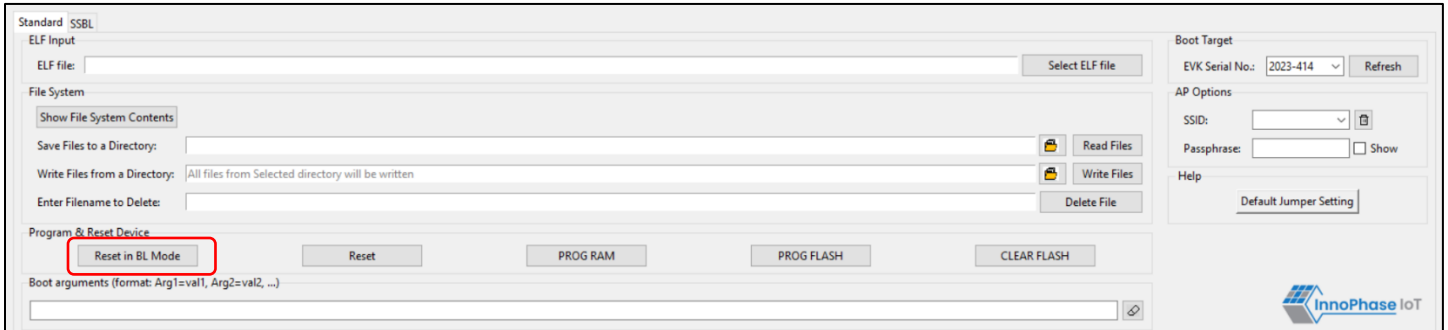 Standard SSBL
ELF Input
ELF file: Select ELF file
File System
Show File System Contents
Save Files to a Directory: Read Files
Write Files from a Directory: All files from Selected directory will be written Write Files
Enter Filename to Delete: Delete File
Program & Reset Device
Reset in BL Mode Reset PROG RAM PROG FLASH CLEAR FLASH
Boot arguments (format: Arg1=val1, Arg2=val2, ...)
Boot Target
EVK Serial No.: 2023-414 Refresh
AP Options
SSID:
Passphrase: Show
Help
Default Jumper Setting
InnoPhase IoT